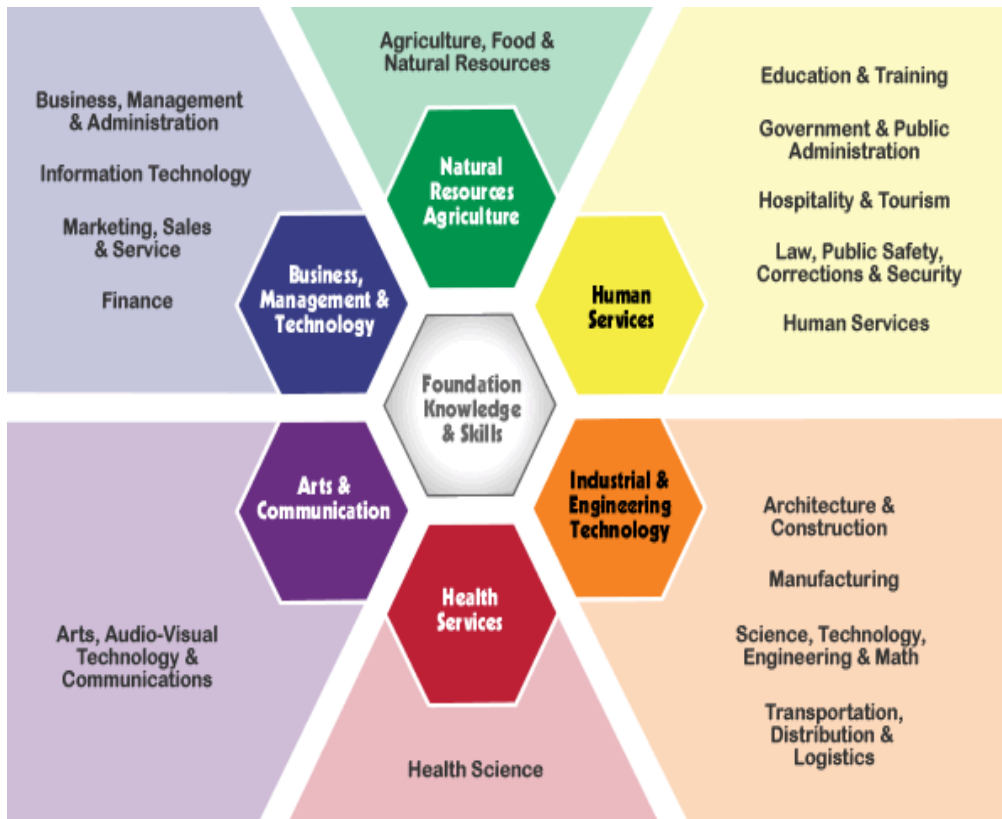 Agriculture, Food &
Natural Resources
Natural
Resources
Agriculture
Business, Management
& Administration
Information Technology
Marketing, Sales
& Service
Finance
Business,
Management &
Technology
Education & Training
Government & Public
Administration
Hospitality & Tourism
Law, Public Safety,
Corrections & Security
Human Services
Human
Services
Foundation
Knowledge
& Skills
Arts &
Communication
Arts, Audio-Visual
Technology &
Communications
Health
Services
Health Science
Industrial &
Engineering
Technology
Architecture &
Construction
Manufacturing
Science, Technology,
Engineering & Math
Transportation,
Distribution &
Logistics